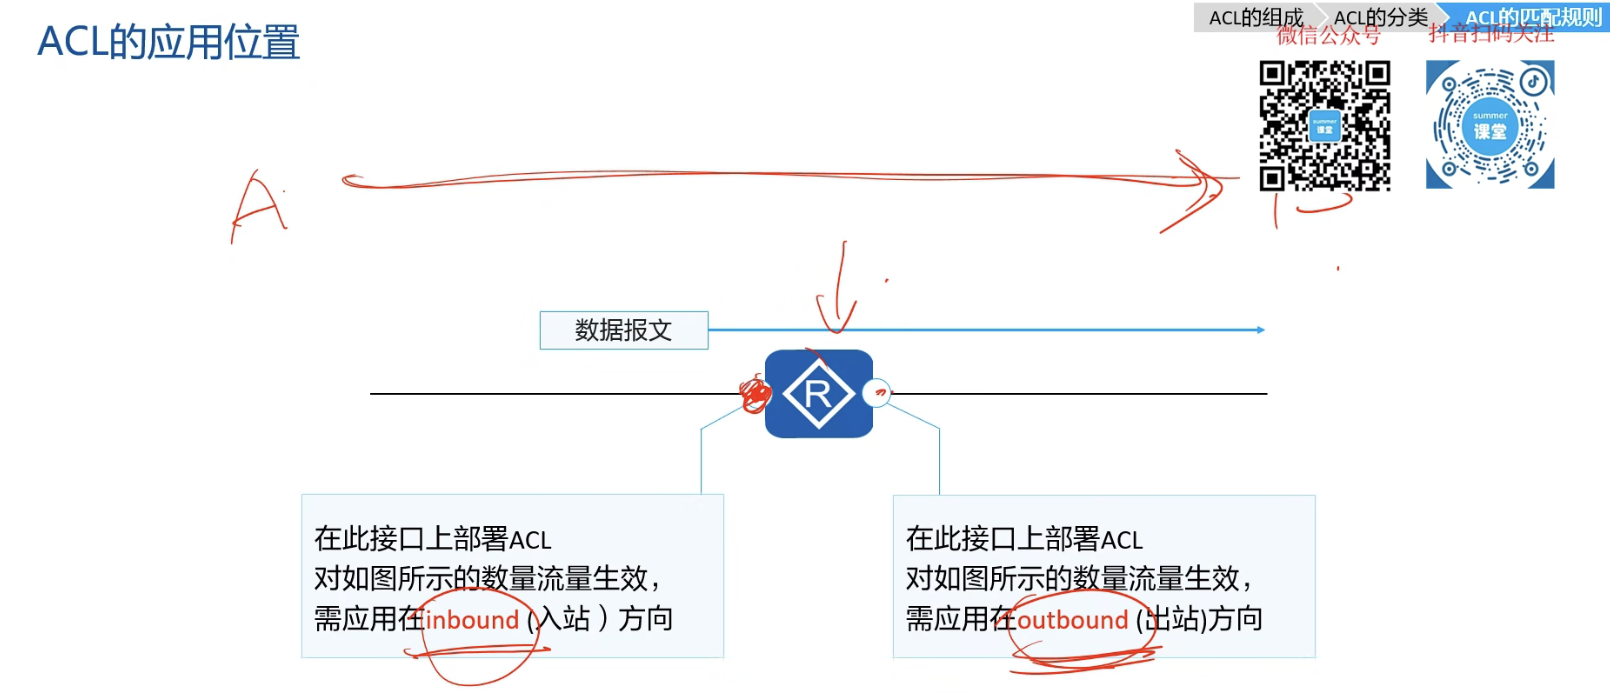 ACL的组成
ACL的分类
ACL的匹配规则
ACL的应用位置
微信公众号
抖音扫码关注
summer
课堂
summer
课堂
A
数据报文
R
在此接口上部署ACL
对如图所示的数量流量生效，
需应用在inbound (入站 ) 方向
在此接口上部署ACL
对如图所示的数量流量生效，
需应用在outbound (出站)方向